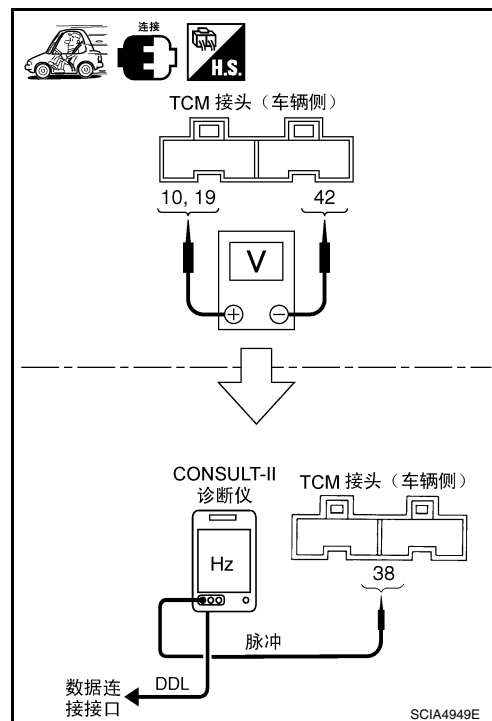 连接
H.S.
TCM 接头（车辆侧）
10, 19
42
V
+ −
CONSULT-II
诊断仪
TCM 接头（车辆侧）
Hz
38
脉冲
数据连
接接口
DDL
SCIA4949E